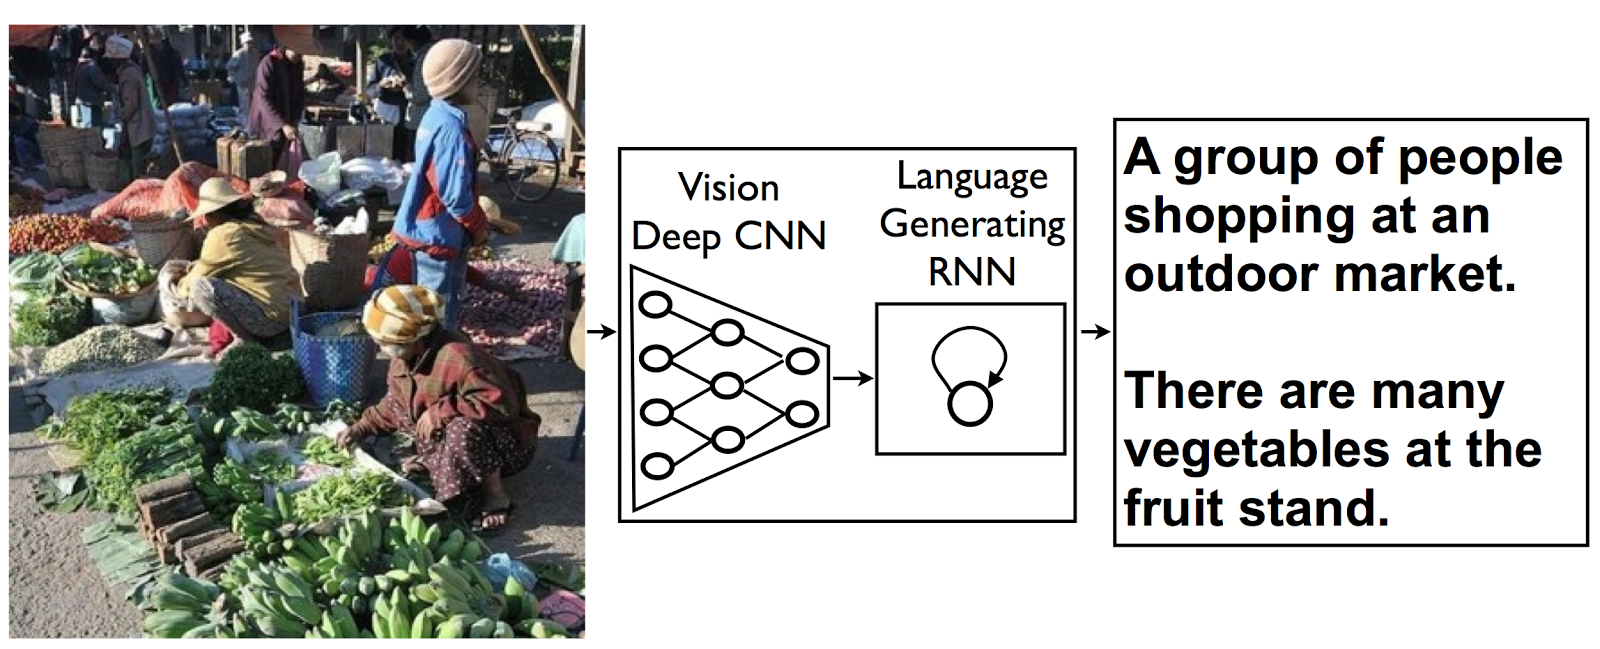 Vision
Deep CNN
Language
Generating
RNN
A group of people
shopping at an
outdoor market.
There are many
vegetables at the
fruit stand.